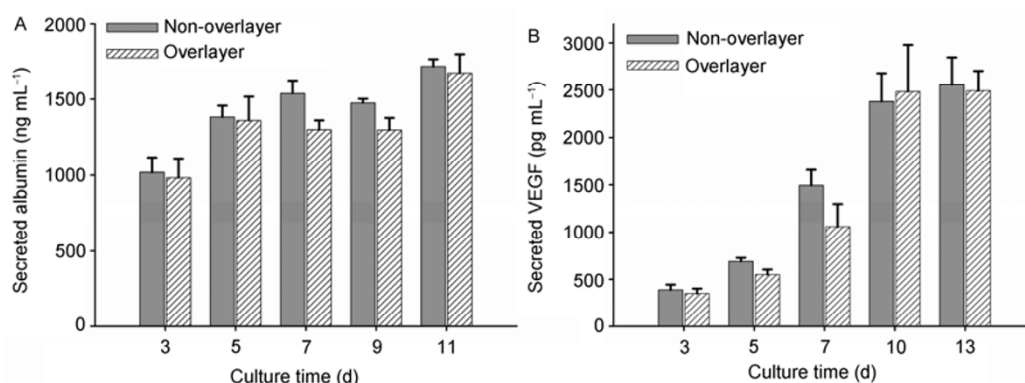 A
Secreted albumin (ng mL⁻¹)
2000
1500
1000
500
0
Non-overlayer
Overlayer
3 5 7 9 11
Culture time (d)
B
Secreted VEGF (pg mL⁻¹)
3000
2500
2000
1500
1000
500
0
Non-overlayer
Overlayer
3 5 7 10 13
Culture time (d)